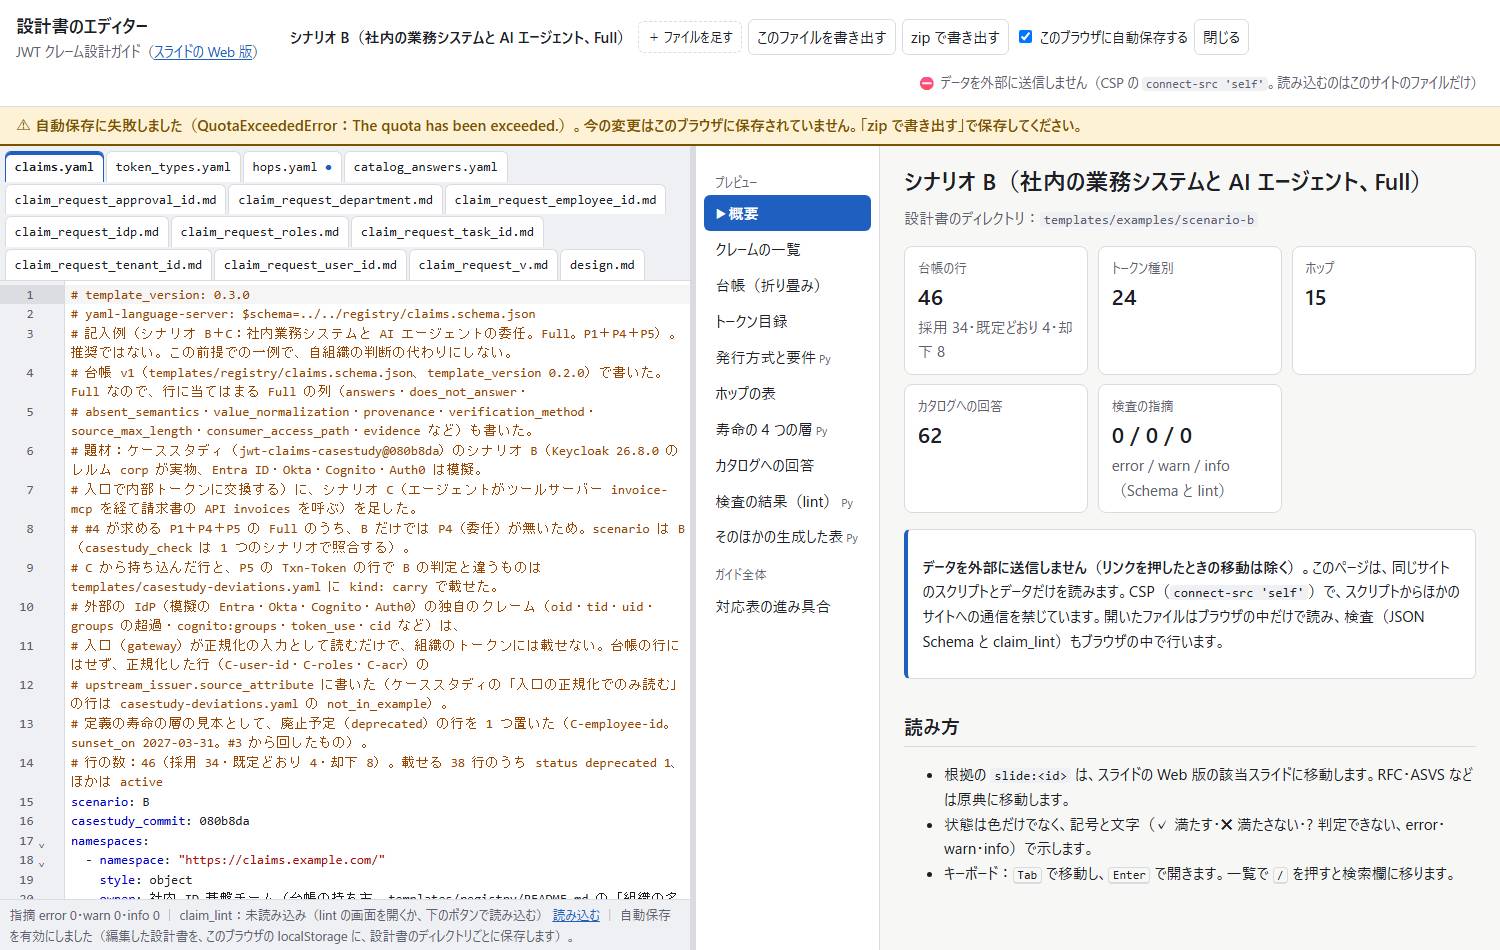 設計書のエディター
JWT クレーム設計ガイド（スライドの Web 版）
シナリオ B（社内の業務システムと AI エージェント、Full）
＋ ファイルを足す
このファイルを書き出す
zip で書き出す
このブラウザに自動保存する
閉じる
⛔ データを外部に送信しません（CSP の connect-src 'self'。読み込むのはこのサイトのファイルだけ）
⚠ 自動保存に失敗しました（QuotaExceededError：The quota has been exceeded.）。今の変更はこのブラウザに保存されていません。「zip で書き出す」で保存してください。
claims.yaml
token_types.yaml
hops.yaml ●
catalog_answers.yaml
claim_request_approval_id.md
claim_request_department.md
claim_request_employee_id.md
claim_request_idp.md
claim_request_roles.md
claim_request_task_id.md
claim_request_tenant_id.md
claim_request_user_id.md
claim_request_v.md
design.md
1 # template_version: 0.3.0
2 # yaml-language-server: $schema=../../registry/claims.schema.json
3 # 記入例（シナリオ B＋C：社内業務システムと AI エージェントの委任。Full。P1＋P4＋P5）。
推奨ではない。この前提での一例で、自組織の判断の代わりにしない。
4 # 台帳 v1（templates/registry/claims.schema.json、template_version 0.2.0）で書いた。
Full なので、行に当てはまる Full の列（answers・does_not_answer・
5 # absent_semantics・value_normalization・provenance・verification_method・
source_max_length・consumer_access_path・evidence など）も書いた。
6 # 題材：ケーススタディ（jwt-claims-casestudy@080b8da）のシナリオ B（Keycloak 26.8.0 の
レルム corp が実物、Entra ID・Okta・Cognito・Auth0 は模擬。
7 # 入口で内部トークンに交換する）に、シナリオ C（エージェントがツールサーバー invoice-
mcp を経て請求書の API invoices を呼ぶ）を足した。
8 # #4 が求める P1＋P4＋P5 の Full のうち、B だけでは P4（委任）が無いため。scenario は B
（casestudy_check は 1 つのシナリオで照合する）。
9 # C から持ち込んだ行と、P5 の Txn-Token の行で B の判定と違うものは
templates/casestudy-deviations.yaml に kind: carry で載せた。
10 # 外部の IdP（模擬の Entra・Okta・Cognito・Auth0）の独自のクレーム（oid・tid・uid・
groups の超過・cognito:groups・token_use・cid など）は、
11 # 入口（gateway）が正規化の入力として読むだけで、組織のトークンには載せない。台帳の行に
はせず、正規化した行（C-user-id・C-roles・C-acr）の
12 # upstream_issuer.source_attribute に書いた（ケーススタディの「入口の正規化でのみ読む」
の行は casestudy-deviations.yaml の not_in_example）。
13 # 定義の寿命の層の見本として、廃止予定（deprecated）の行を 1 つ置いた（C-employee-id。
sunset_on 2027-03-31。#3 から回したもの）。
14 # 行の数：46（採用 34・既定どおり 4・却下 8）。載せる 38 行のうち status deprecated 1、
ほかは active
15 scenario: B
16 casestudy_commit: 080b8da
17 namespaces:
18 - namespace: "https://claims.example.com/"
19 style: object
20 owner: 社内 ID 基盤チーム（台帳の持ち主。templates/registry/README.md の「組織の名
指摘 error 0・warn 0・info 0 ｜ claim_lint：未読み込み（lint の画面を開くか、下のボタンで読み込む） 読み込む ｜ 自動保存
を有効にしました（編集した設計書を、このブラウザの localStorage に、設計書のディレクトリごとに保存します）。
プレビュー
▶ 概要
クレームの一覧
台帳（折り畳み）
トークン目録
発行方式と要件 Py
ホップの表
寿命の 4 つの層 Py
カタログへの回答
検査の結果（lint） Py
そのほかの生成した表 Py
ガイド全体
対応表の進み具合
シナリオ B（社内の業務システムと AI エージェント、Full）
設計書のディレクトリ： templates/examples/scenario-b
台帳の行
46
採用 34・既定どおり 4・却
下 8
トークン種別
24
ホップ
15
カタログへの回答
62
検査の指摘
0 / 0 / 0
error / warn / info
（Schema と lint）
データを外部に送信しません（リンクを押したときの移動は除く）。このページは、同じサイト
のスクリプトとデータだけを読みます。CSP（ connect-src 'self' ）で、スクリプトからほかの
サイトへの通信を禁じています。開いたファイルはブラウザの中だけで読み、検査（JSON
Schema と claim_lint）もブラウザの中で行います。
読み方
• 根拠の slide:<id> は、スライドの Web 版の該当スライドに移動します。RFC・ASVS など
は原典に移動します。
• 状態は色だけでなく、記号と文字（✓ 満たす・✕ 満たさない・? 判定できない、error・
warn・info）で示します。
• キーボード： Tab で移動し、 Enter で開きます。一覧で / を押すと検索欄に移ります。